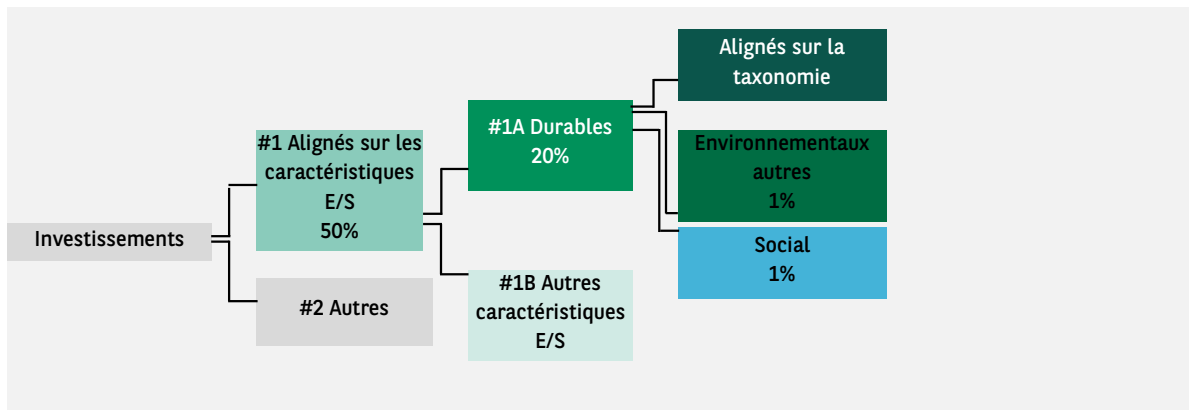 Investissements
#1 Alignés sur les
caractéristiques
E/S
50%
#2 Autres
#1A Durables
20%
#1B Autres
caractéristiques
E/S
Alignés sur la
taxonomie
Environnementaux
autres
1%
Social
1%